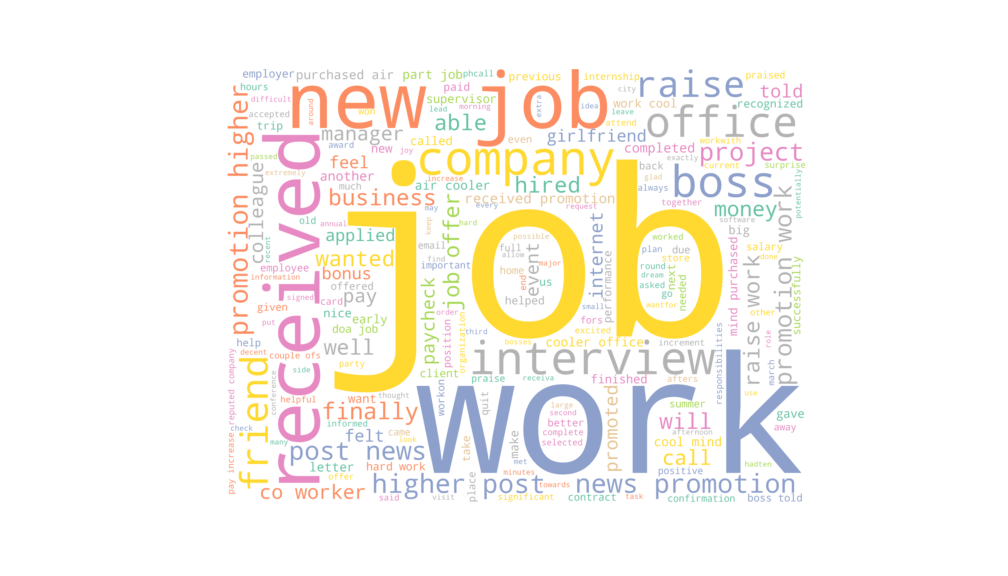 employer
purchased air
part job
phcall
previous
internship
praised
hours
paid
city
raise
told
new job
supervisor
extra
idea
work cool
recognized
difficult
around
accepted
won
lead
morning
able
leave
office
trip
manager
called
even
girlfriend
attend
workwith
award
company
completed
project
passed
new
joy
feel
back
exactly
current
surprise
promotion higher
received
colleague
another
increase
air cooler
hired
always
glad
together
boss
potentially
extremely
much
business
may
every
received promotion
request
software
money
old
annual
applied
keep
hard
job offer
internet
big
recent
email
possible
plan
worked
due
wanted
find
full
allow
event
store
salary
employee
important
home
major
performance
round
dream
next
done
information
bonus
offered
end
us
asked
go
needed
mind purchased
successfully
signed
card
pay
helped
small
wantfor
given
nice
order
position
organization
job
fors
excited
other
put
early
paycheck
third
raise work
promotion work
help
doa job
bosses
cooler office
increment
role
march
decent
couple ofs
well
interview
friend
side
party
client
praise
receiva
finished
afters
responsibilities
use
conference
helpful
want
thought
workon
quit
large
summer
gave
reputed company
informed
finally
second
better
promoted
will
away
check
felt
came
complete
afternoon
many
post news
look
take
make
selected
cool mind
hadten
pay increase
letter
hard work
met
call
work
offer
place
minutes
positive
co worker
higher post news promotion
towards
said
visit
significant
contract
task
confirmation
boss told